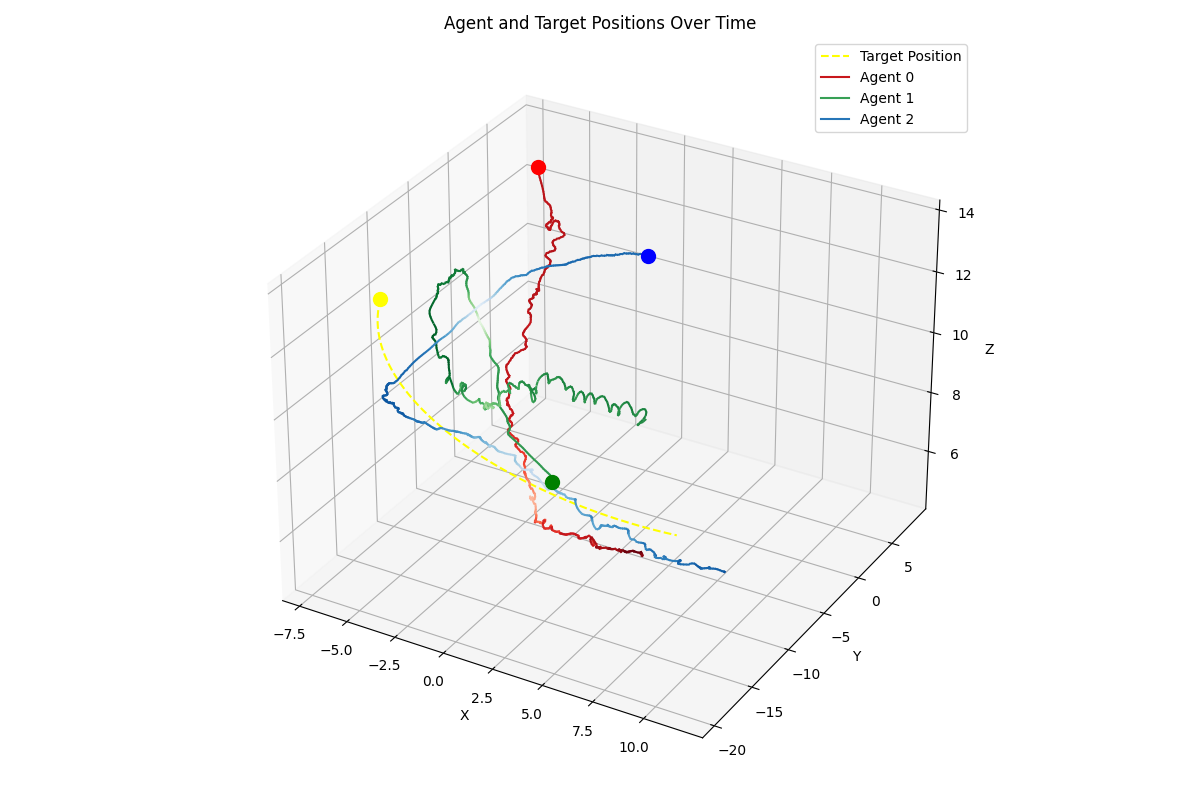 Agent and Target Positions Over Time
Target Position
Agent 0
Agent 1
Agent 2
14
12
10
8
6
Z
5
0
−5
−10
−15
−20
Y
−7.5
−5.0
−2.5
0.0
2.5
5.0
7.5
10.0
X